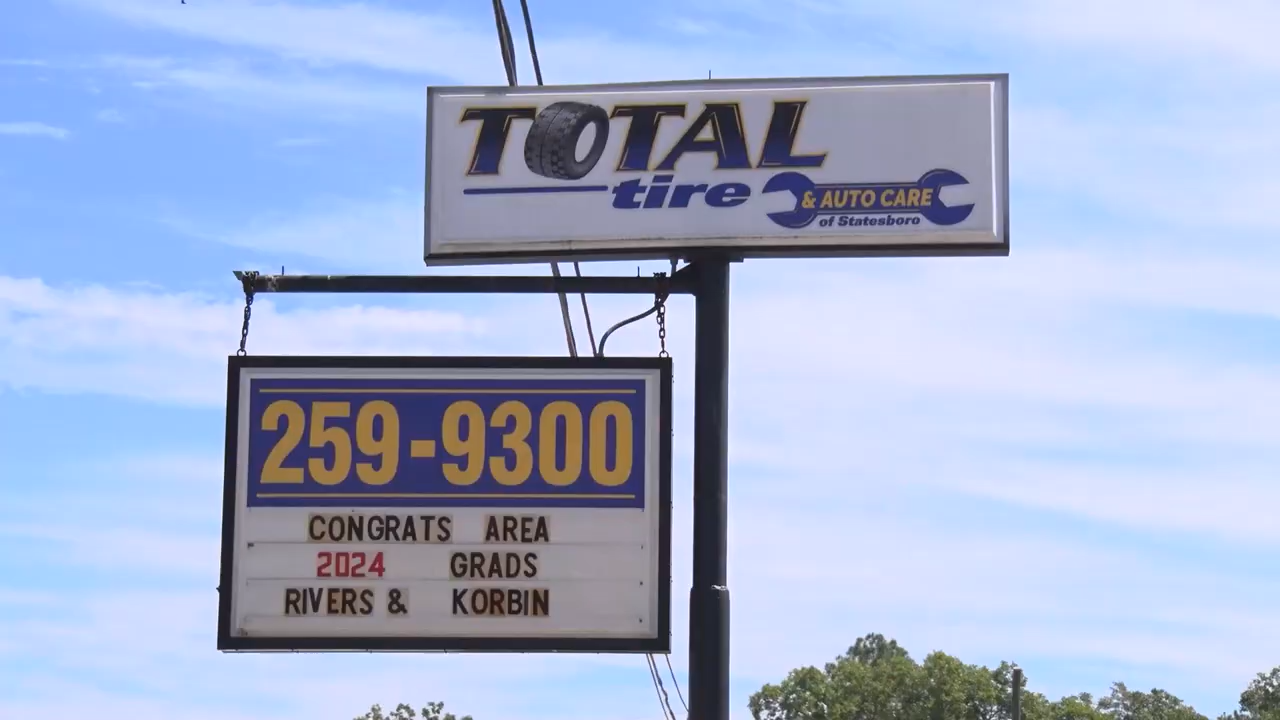 TOTAL
tire & AUTO CARE
of Statesboro
259-9300
CONGRATS AREA
2024 GRADS
RIVERS & KORBIN